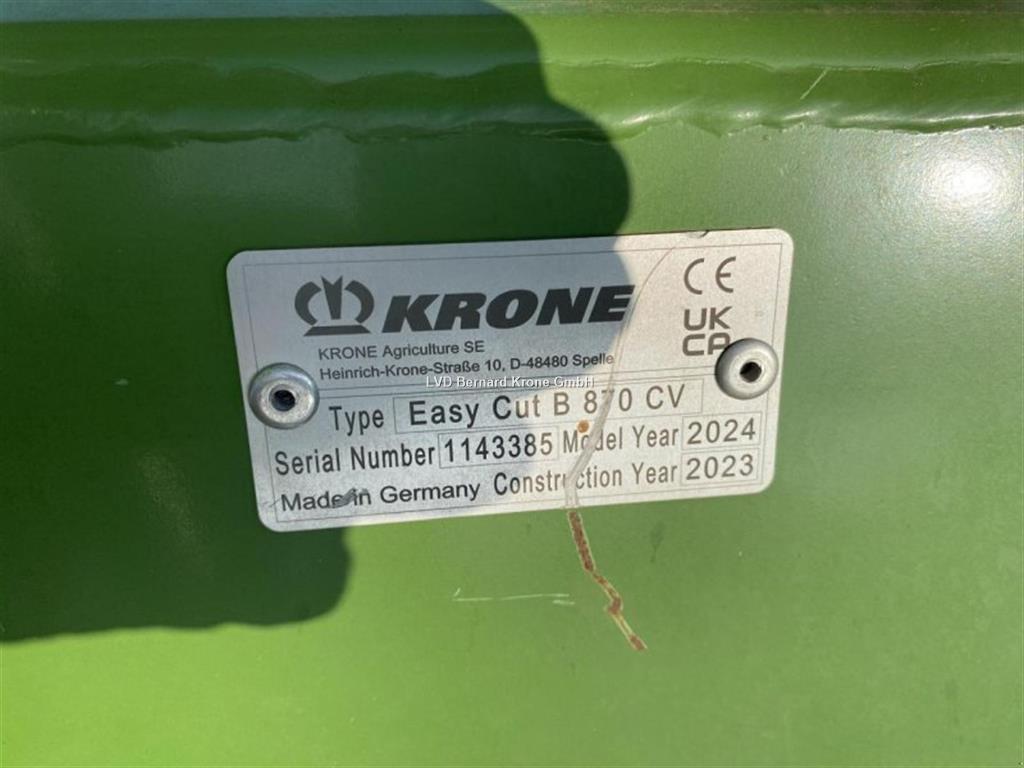 KRONE
CE
UK
CA
KRONE Agriculture SE
Heinrich-Krone-Straße 10, D-48480 Spelle
LVD Bernard Krone GmbH
Type Easy Cut B 870 CV
Serial Number 1143385 Model Year 2024
Made in Germany Construction Year 2023